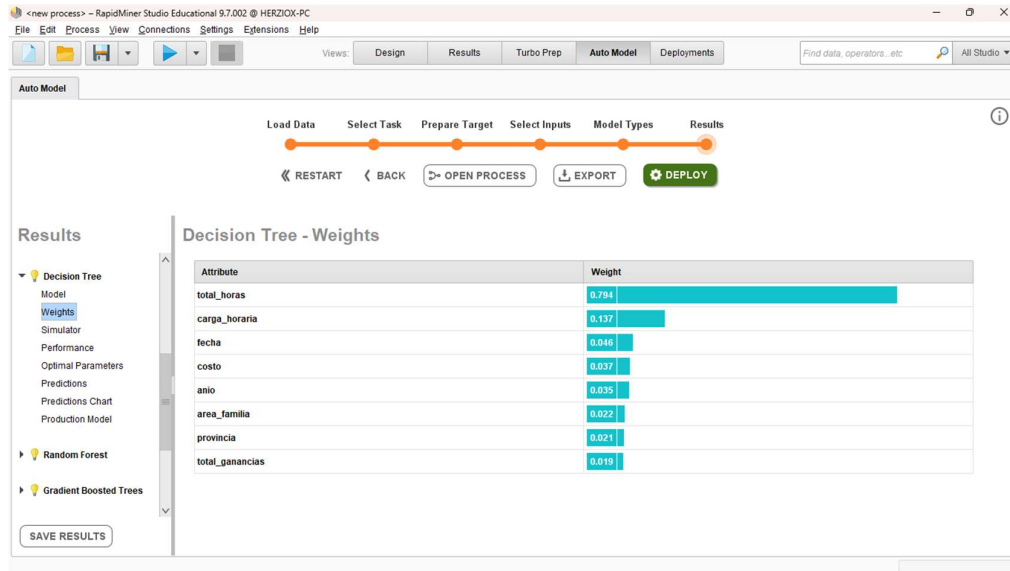 <new process> – RapidMiner Studio Educational 9.7.002 @ HERZIOX-PC
File Edit Process View Connections Settings Extensions Help
Views: Design Results Turbo Prep Auto Model Deployments Find data, operators...etc All Studio
Auto Model
Load Data Select Task Prepare Target Select Inputs Model Types Results
RESTART BACK OPEN PROCESS EXPORT DEPLOY
Results
Decision Tree
Model
Weights
Simulator
Performance
Optimal Parameters
Predictions
Predictions Chart
Production Model
Random Forest
Gradient Boosted Trees
SAVE RESULTS
Decision Tree - Weights
Attribute Weight
total_horas 0.794
carga_horaria 0.137
fecha 0.046
costo 0.037
anio 0.035
area_familia 0.022
provincia 0.021
total_ganancias 0.019